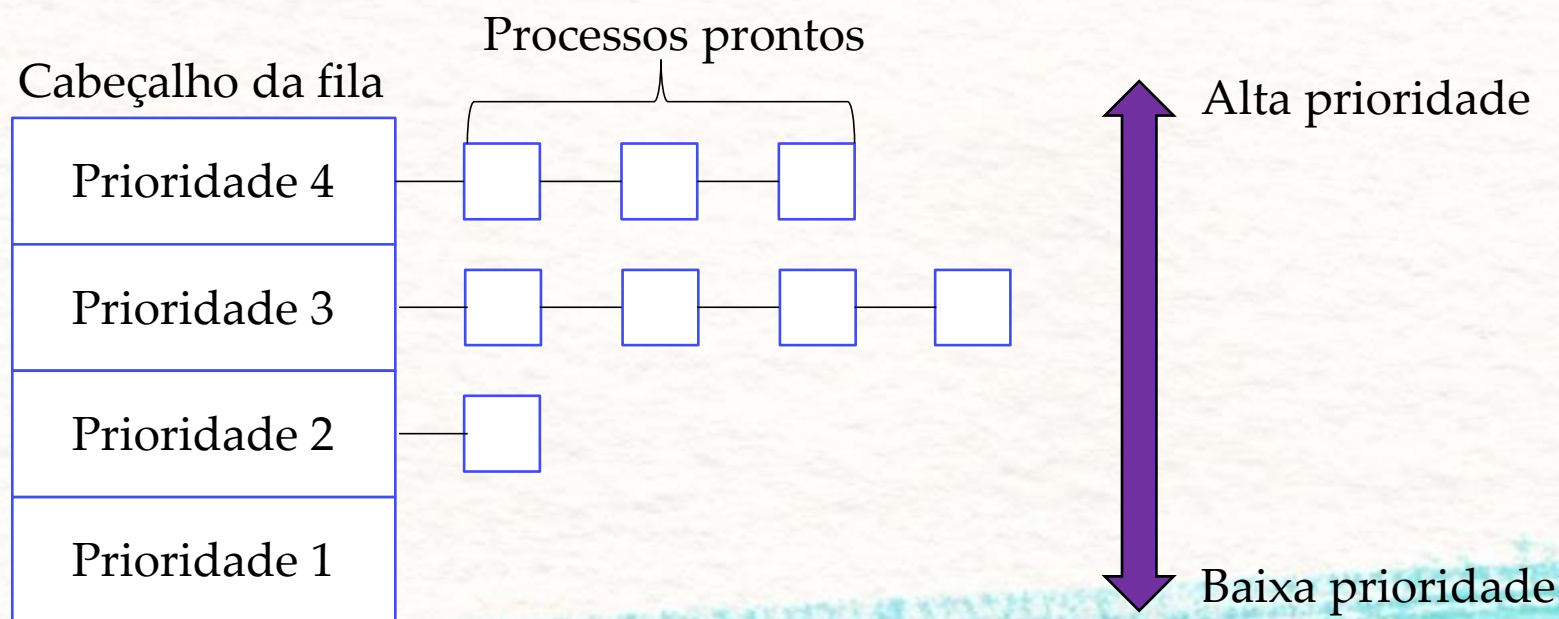 Processos prontos
Cabeçalho da fila
Alta prioridade
Prioridade 4
Prioridade 3
Prioridade 2
Prioridade 1
Baixa prioridade